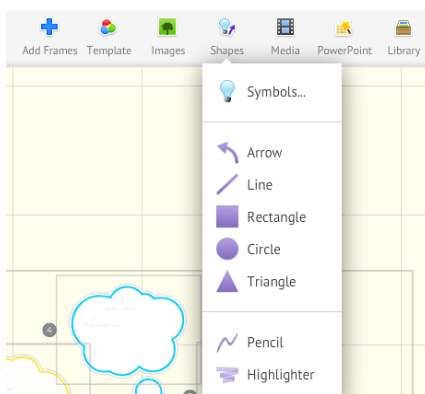 Add Frames Template Images Shapes Media PowerPoint Library
Symbols...
Arrow
Line
Rectangle
Circle
Triangle
4
Pencil
Highlighter